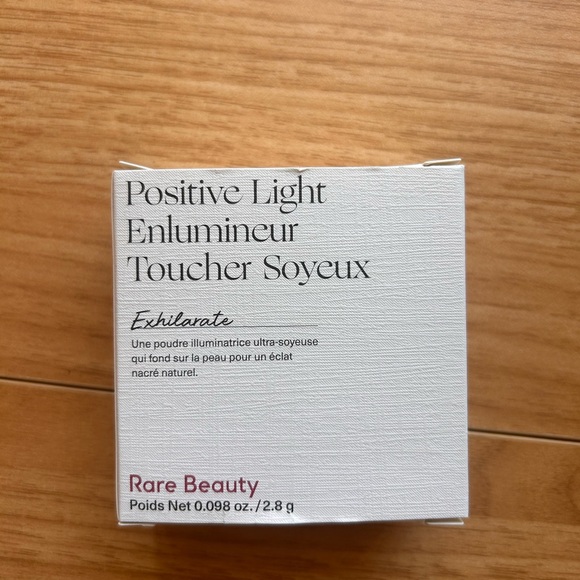 Positive Light
Enlumineur
Toucher Soyeux
Exhilarate
Une poudre illuminatrice ultra-soyeuse
qui fond sur la peau pour un éclat
nacré naturel.
Rare Beauty
Poids Net 0.098 oz. / 2.8 g